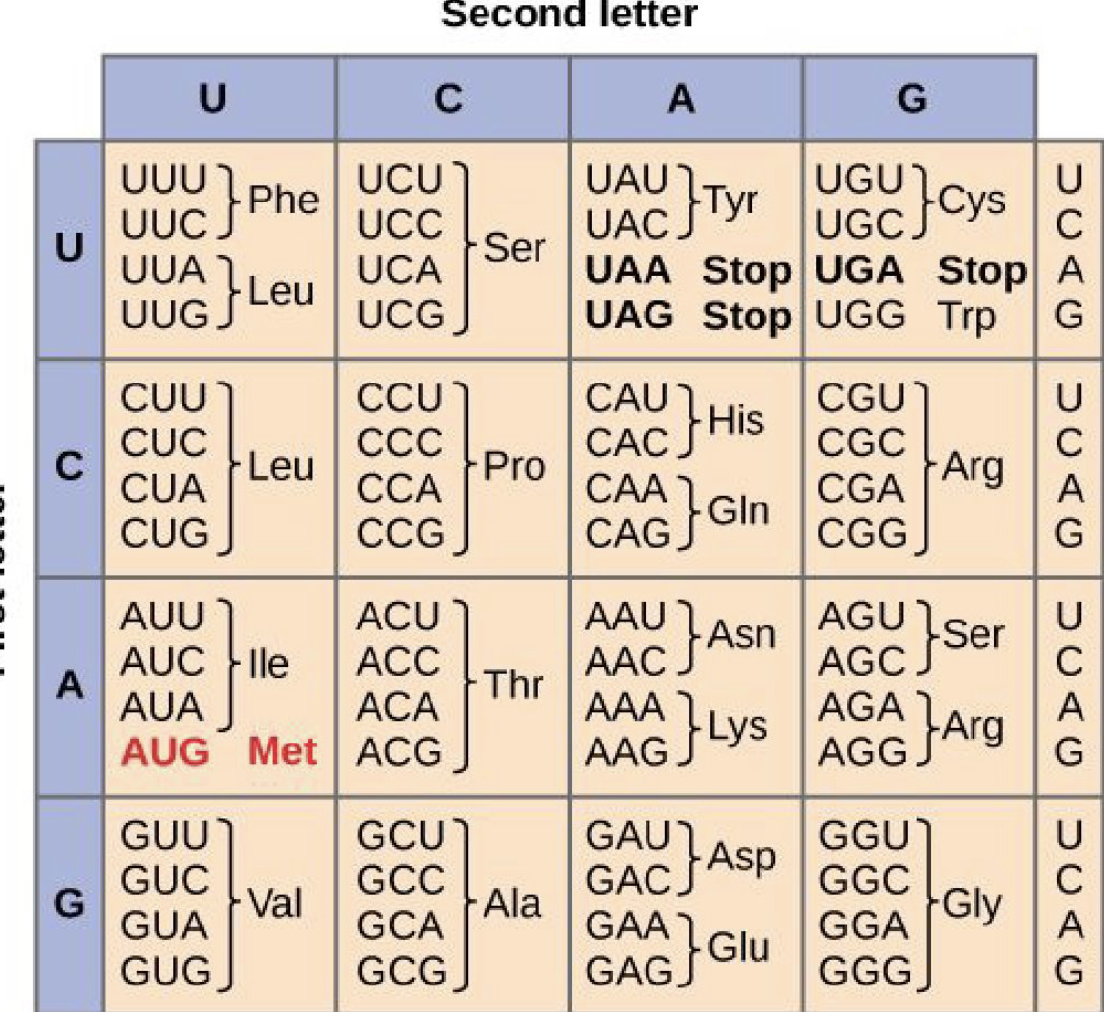 Second letter
U C A G
U
UUU
UUC
Phe
UUA
UUG
Leu
UCU
UCC
UCA
UCG
Ser
UAU
UAC
Tyr
UAA Stop
UAG Stop
UGU
UGC
Cys
UGA Stop
UGG Trp
U
C
A
G
C
CUU
CUC
CUA
CUG
Leu
CCU
CCC
CCA
CCG
Pro
CAU
CAC
His
CAA
CAG
Gln
CGU
CGC
CGA
CGG
Arg
U
C
A
G
A
AUU
AUC
AUA
Ile
AUG Met
ACU
ACC
ACA
ACG
Thr
AAU
AAC
Asn
AAA
AAG
Lys
AGU
AGC
Ser
AGA
AGG
Arg
U
C
A
G
G
GUU
GUC
GUA
GUG
Val
GCU
GCC
GCA
GCG
Ala
GAU
GAC
Asp
GAA
GAG
Glu
GGU
GGC
GGA
GGG
Gly
U
C
A
G